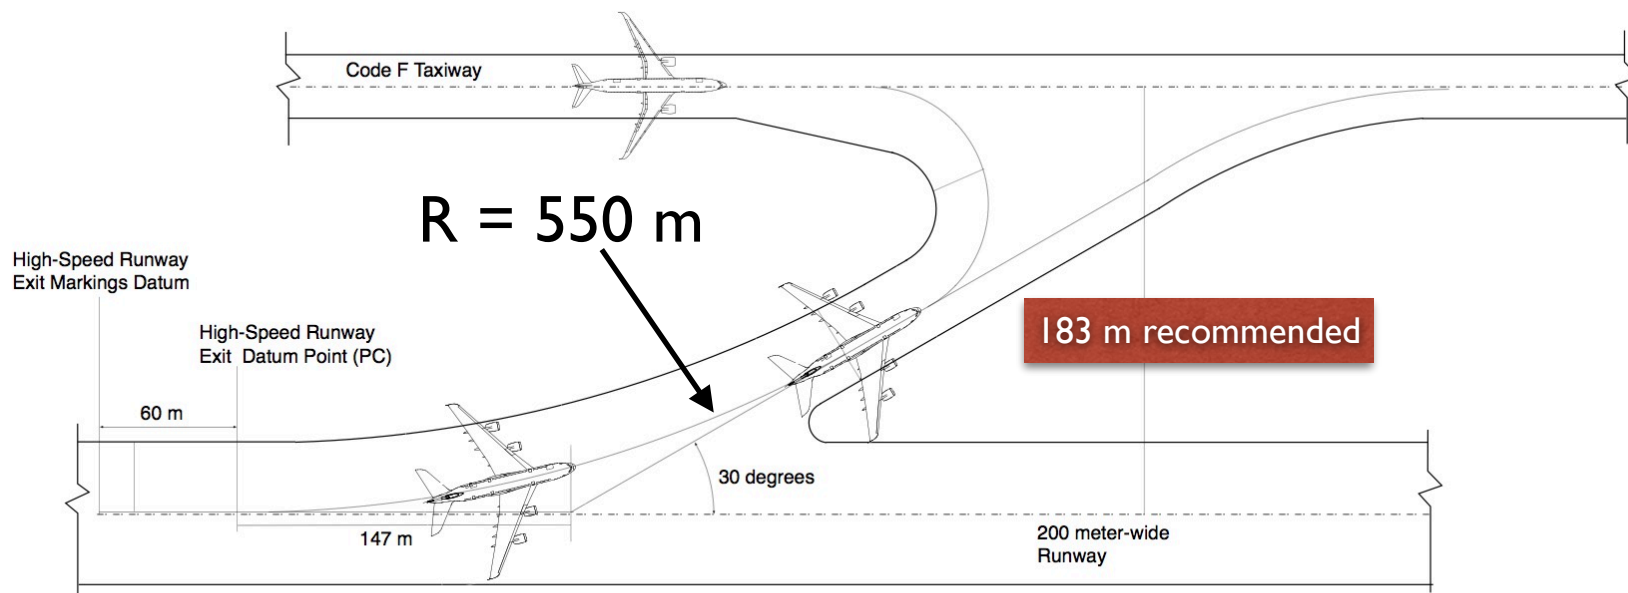 Code F Taxiway
R = 550 m
High-Speed Runway
Exit Markings Datum
183 m recommended
High-Speed Runway
Exit Datum Point (PC)
60 m
30 degrees
147 m
200 meter-wide
Runway